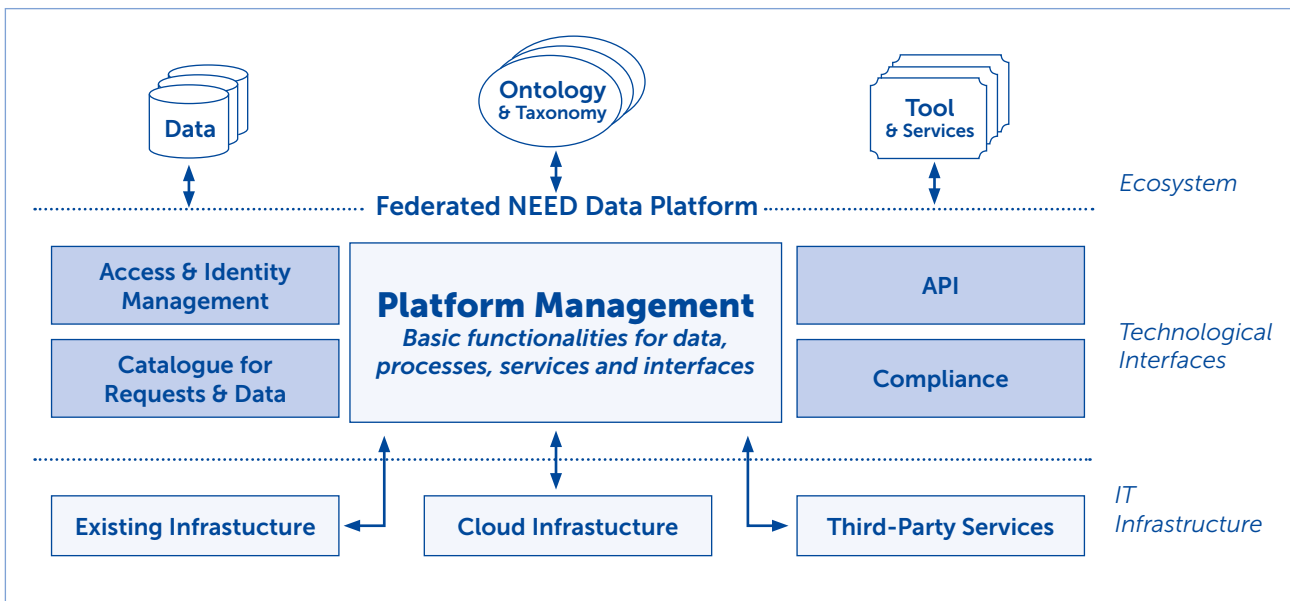 Data
Ontology
& Taxonomy
Tool
& Services
Ecosystem
Federated NEED Data Platform
Access & Identity
Management
Platform Management
Basic functionalities for data,
processes, services and interfaces
API
Technological
Interfaces
Catalogue for
Requests & Data
Compliance
Existing Infrastucture
Cloud Infrastucture
Third-Party Services
IT
Infrastructure